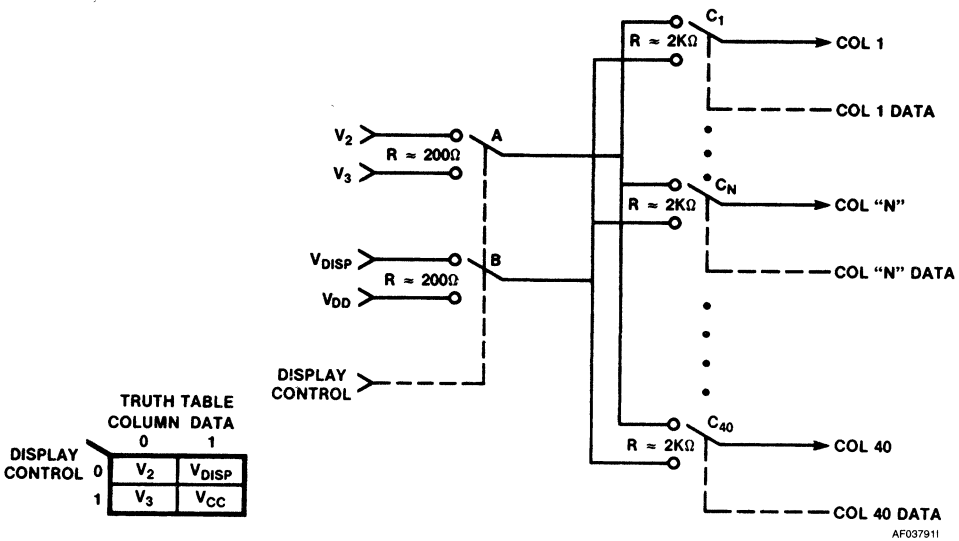 C1
R ≈ 2KΩ
COL 1
COL 1 DATA
V2
A
R ≈ 200Ω
V3
CN
R ≈ 2KΩ
COL "N"
COL "N" DATA
VDISP
B
R ≈ 200Ω
VDD
DISPLAY
CONTROL
C40
R ≈ 2KΩ
COL 40
COL 40 DATA
TRUTH TABLE
COLUMN DATA
0 1
DISPLAY
CONTROL
0 V2 VDISP
1 V3 VCC
AF03791I